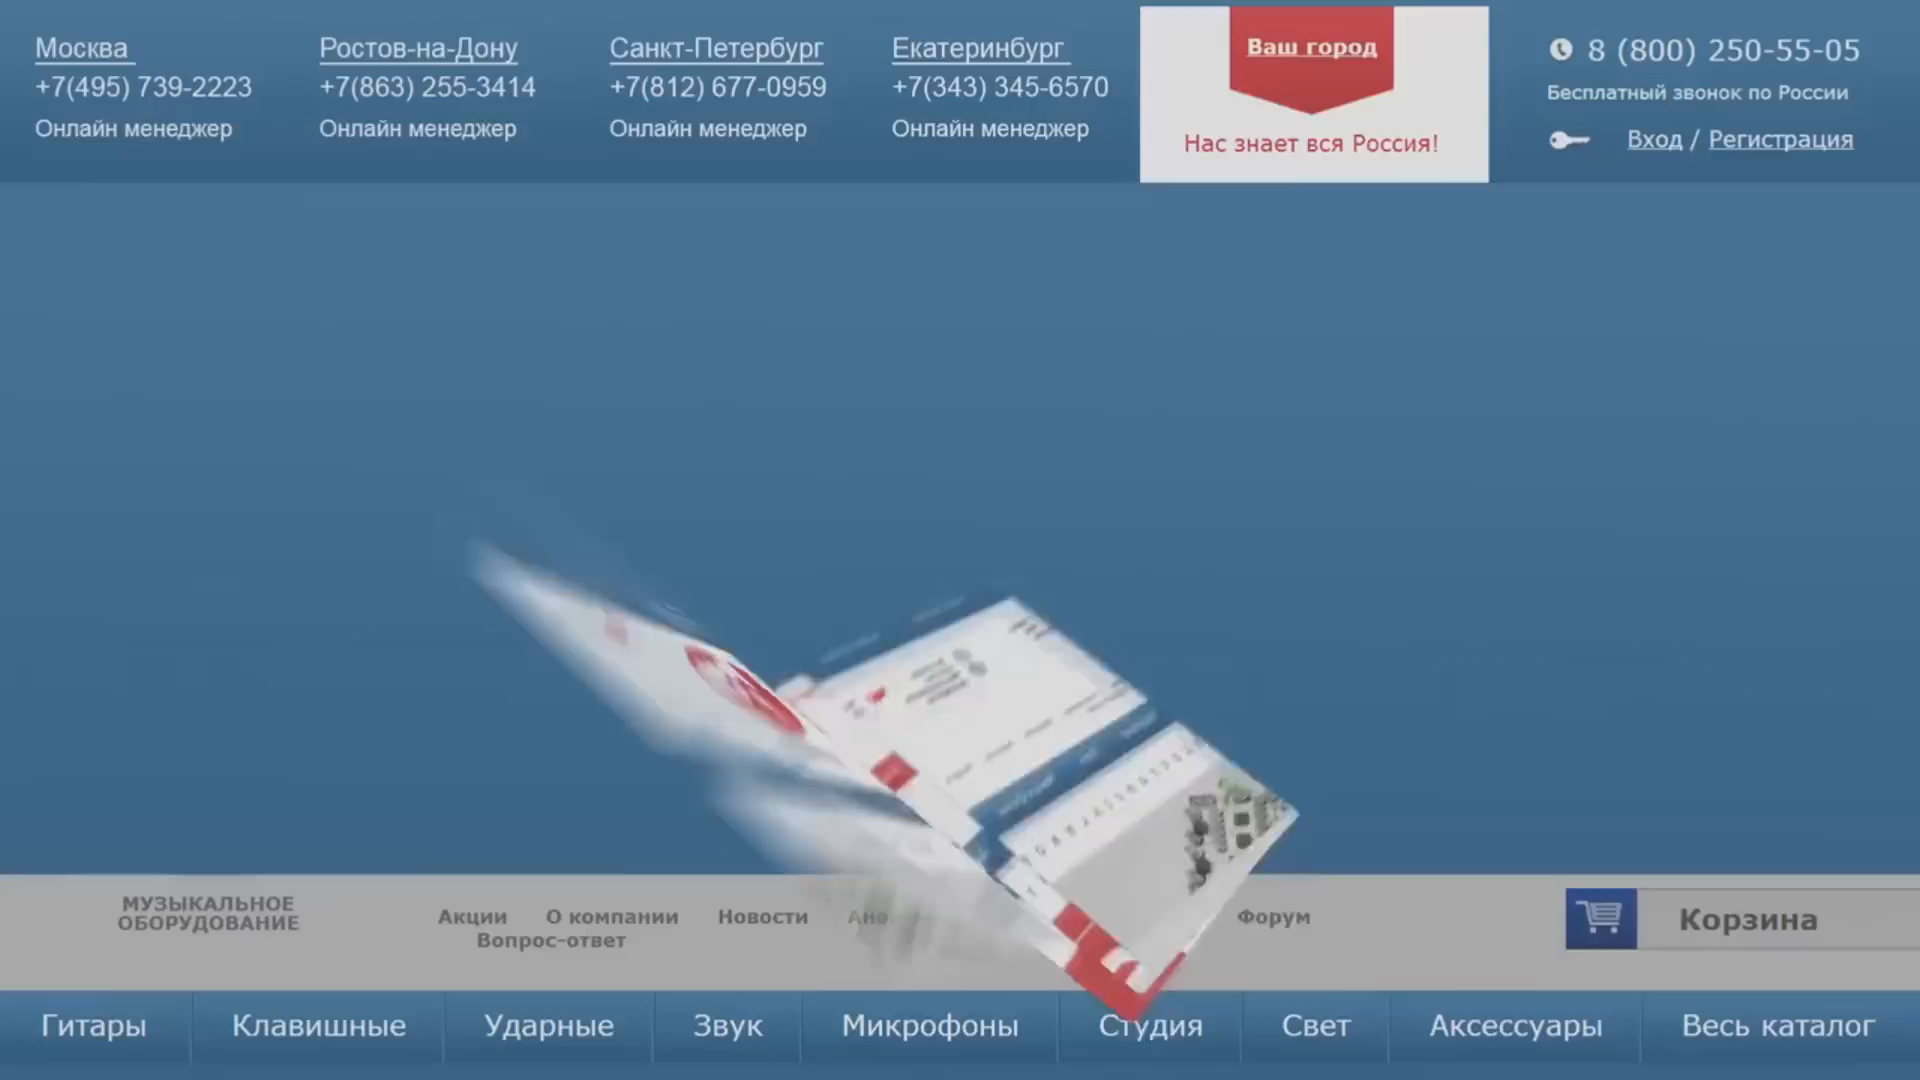 Москва
+7(495) 739-2223
Онлайн менеджер
Ростов-на-Дону
+7(863) 255-3414
Онлайн менеджер
Санкт-Петербург
+7(812) 677-0959
Онлайн менеджер
Екатеринбург
+7(343) 345-6570
Онлайн менеджер
Ваш город
Нас знает вся Россия!
8 (800) 250-55-05
Бесплатный звонок по России
Вход / Регистрация
МУЗЫКАЛЬНОЕ
ОБОРУДОВАНИЕ
Акции О компании Новости Форум
Вопрос-ответ
Корзина
Гитары Клавишные Ударные Звук Микрофоны Студия Свет Аксессуары Весь каталог